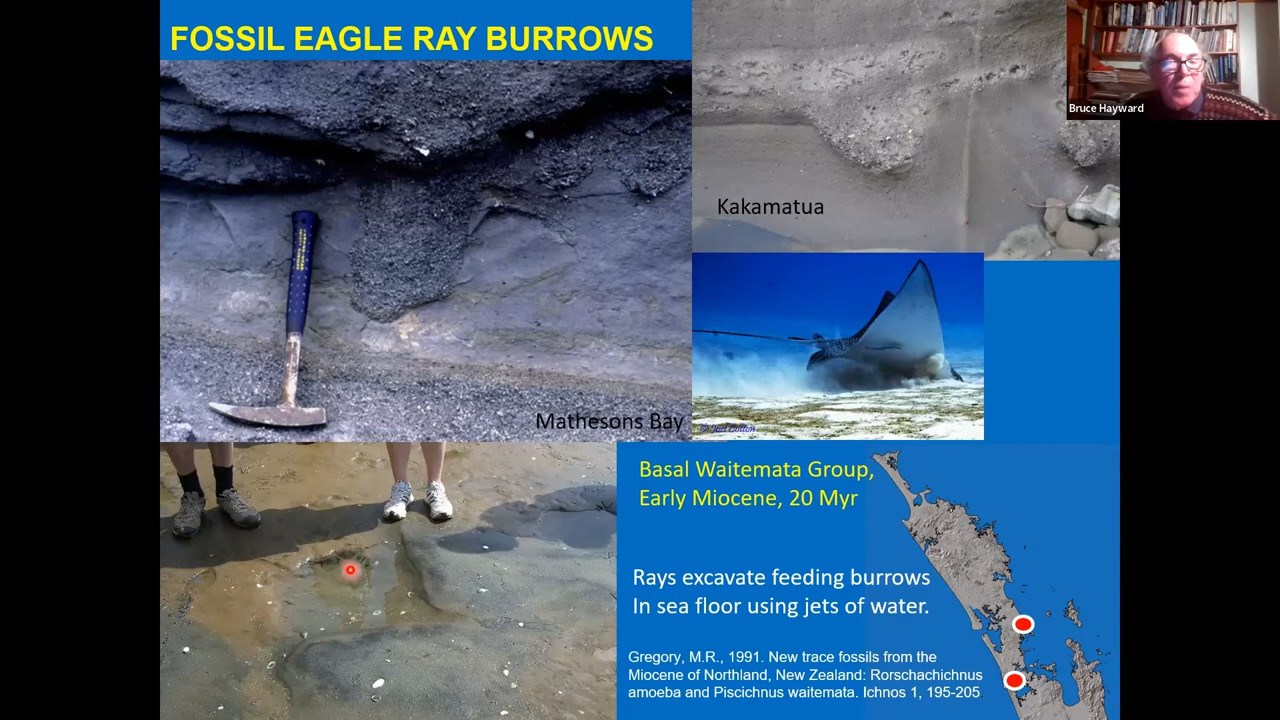 FOSSIL EAGLE RAY BURROWS
Bruce Hayward
Kakamatua
Mathesons Bay
Basal Waitemata Group,
Early Miocene, 20 Myr
Rays excavate feeding burrows
In sea floor using jets of water.
Gregory, M.R., 1991. New trace fossils from the
Miocene of Northland, New Zealand: Rorschachichnus
amoeba and Piscichnus waitemata. Ichnos 1, 195-205.